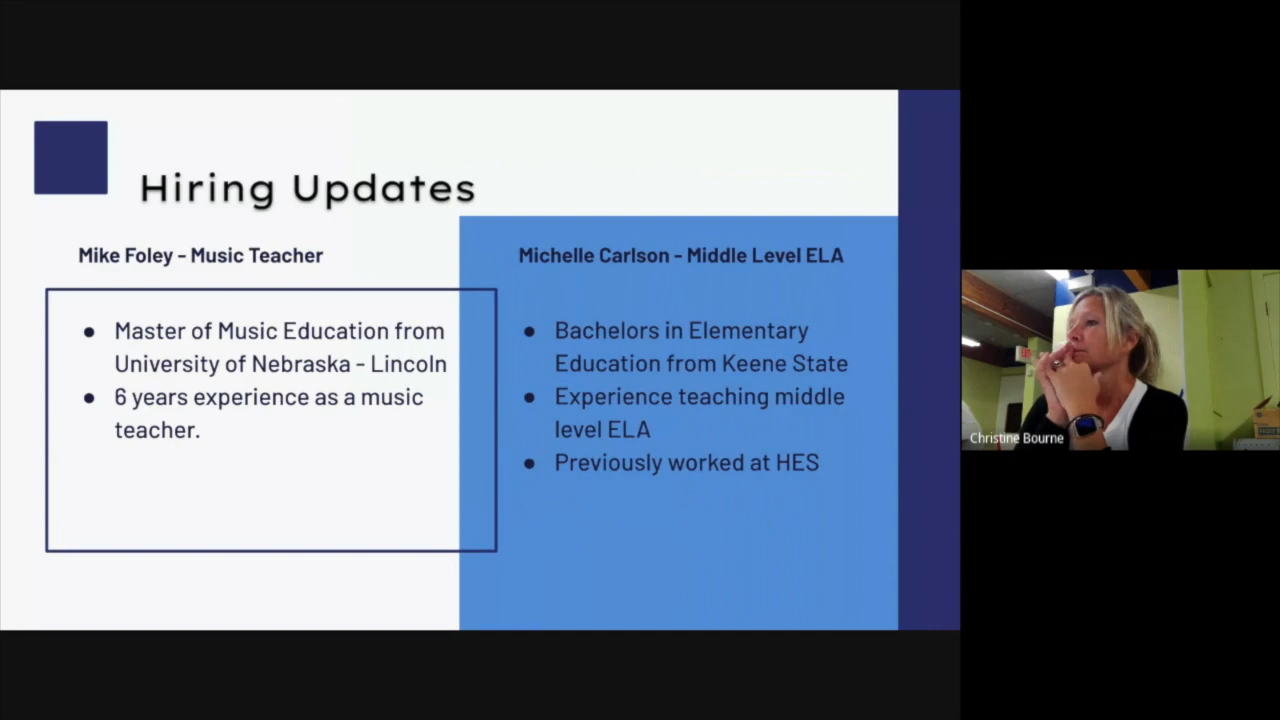 Hiring Updates
Mike Foley - Music Teacher
● Master of Music Education from
University of Nebraska - Lincoln
● 6 years experience as a music
teacher.
Michelle Carlson - Middle Level ELA
● Bachelors in Elementary
Education from Keene State
● Experience teaching middle
level ELA
● Previously worked at HES
Christine Bourne